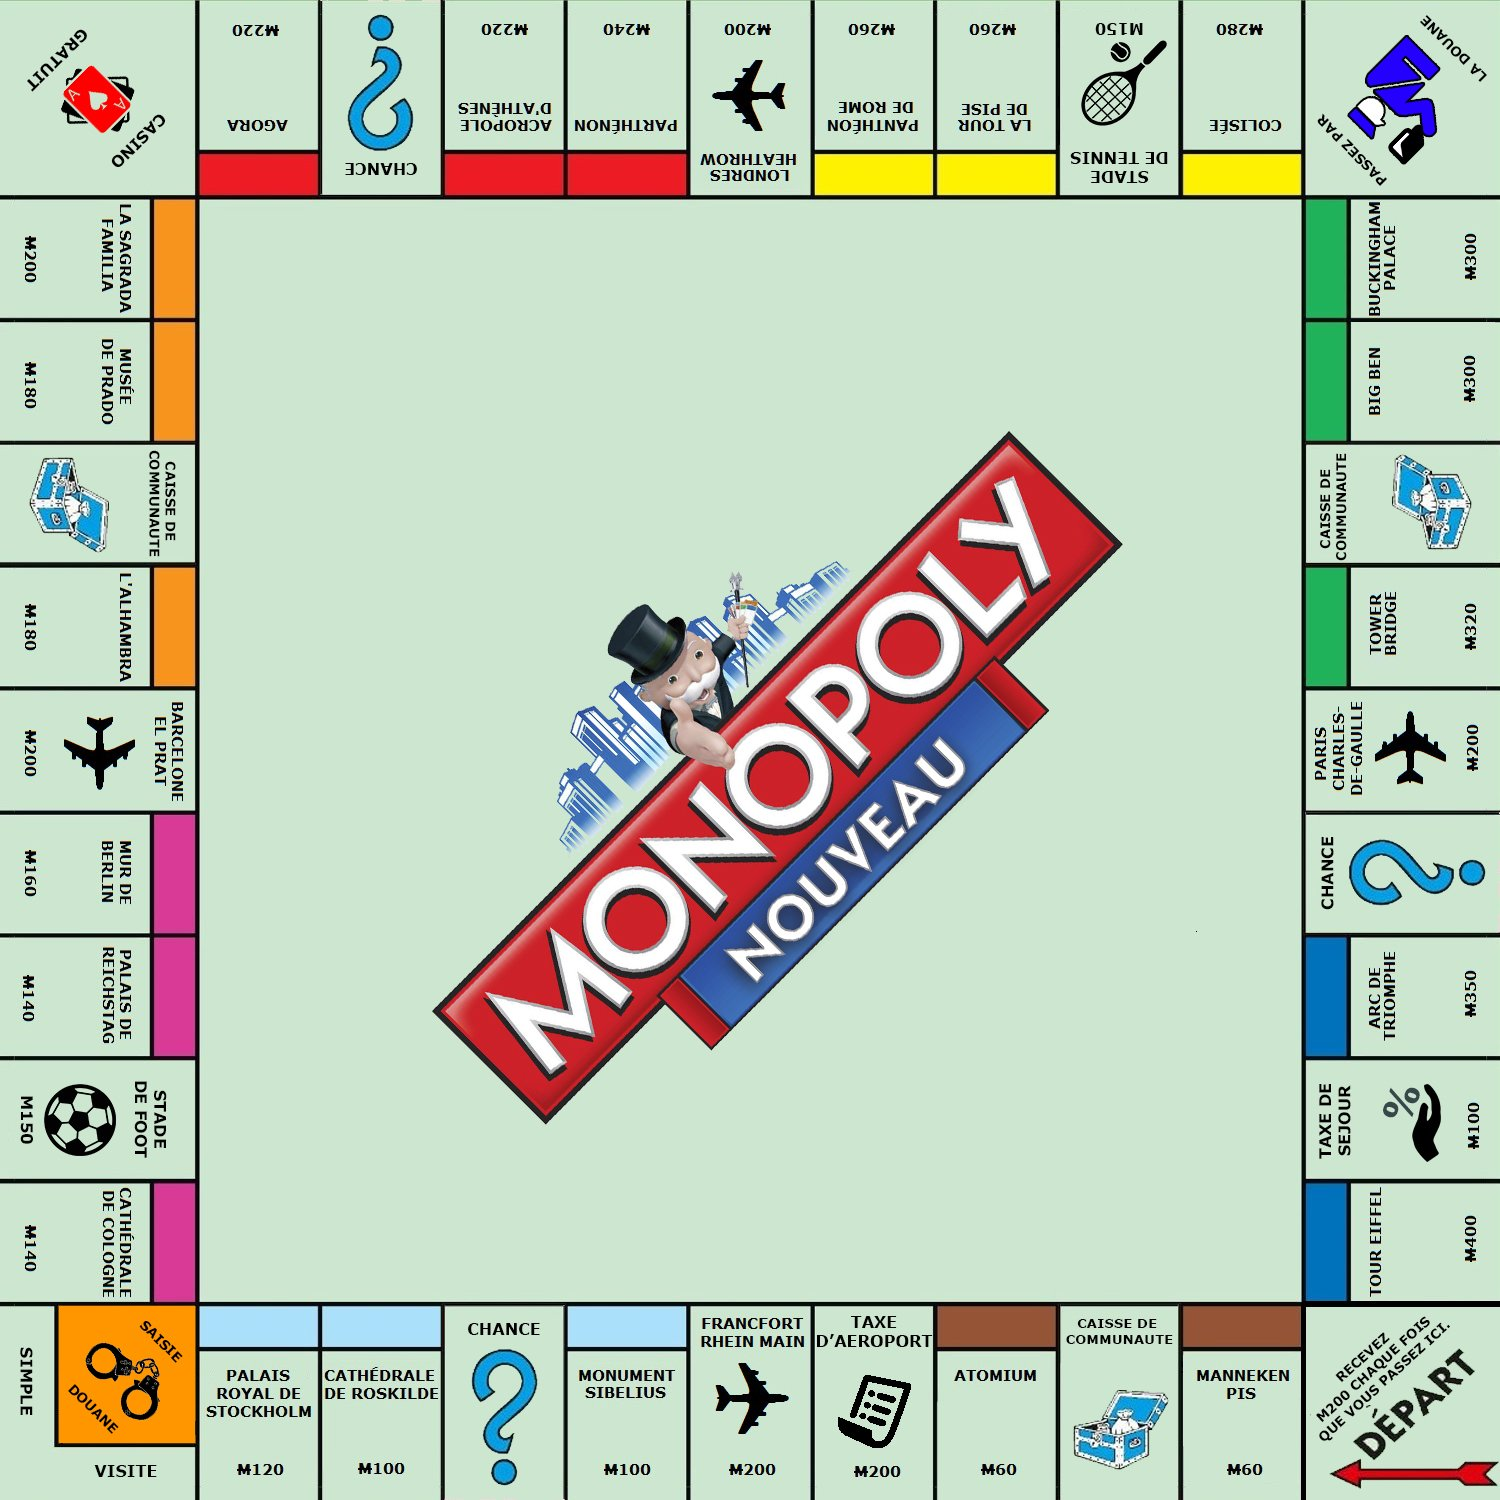 GRATUIT
CASINO
A
A
M220
AGORA
CHANCE
M220
ACROPOLE
D'ATHÈNES
M240
PARTHÉNON
M200
LONDRES
HEATHROW
M260
PANTHÉON
DE ROME
M260
LA TOUR
DE PISE
M150
STADE
DE TENNIS
M280
COLISÉE
PASSEZ PAR
LA DOUANE
BUCKINGHAM
PALACE
M300
BIG BEN
M300
CAISSE DE
COMMUNAUTE
TOWER
BRIDGE
M320
PARIS
CHARLES-
DE-GAULLE
M200
CHANCE
ARC DE
TRIOMPHE
M350
TAXE DE
SEJOUR
%
M100
TOUR EIFFEL
M400
RECEVEZ
M200 CHAQUE FOIS
QUE VOUS PASSEZ ICI.
DÉPART
MANNEKEN
PIS
M60
CAISSE DE
COMMUNAUTE
ATOMIUM
M60
TAXE
D'AEROPORT
M200
FRANCFORT
RHEIN MAIN
M200
MONUMENT
SIBELIUS
M100
CHANCE
CATHÉDRALE
DE ROSKILDE
M100
PALAIS
ROYAL DE
STOCKHOLM
M120
SIMPLE
VISITE
SAISIE
DOUANE
CATHÉDRALE
DE COLOGNE
M140
STADE
DE FOOT
M150
PALAIS DE
REICHSTAG
M140
MUR DE
BERLIN
M160
BARCELONE
EL PRAT
M200
L'ALHAMBRA
M180
CAISSE DE
COMMUNAUTE
MUSÉE
DE PRADO
M180
LA SAGRADA
FAMILIA
M200
MONOPOLY
NOUVEAU